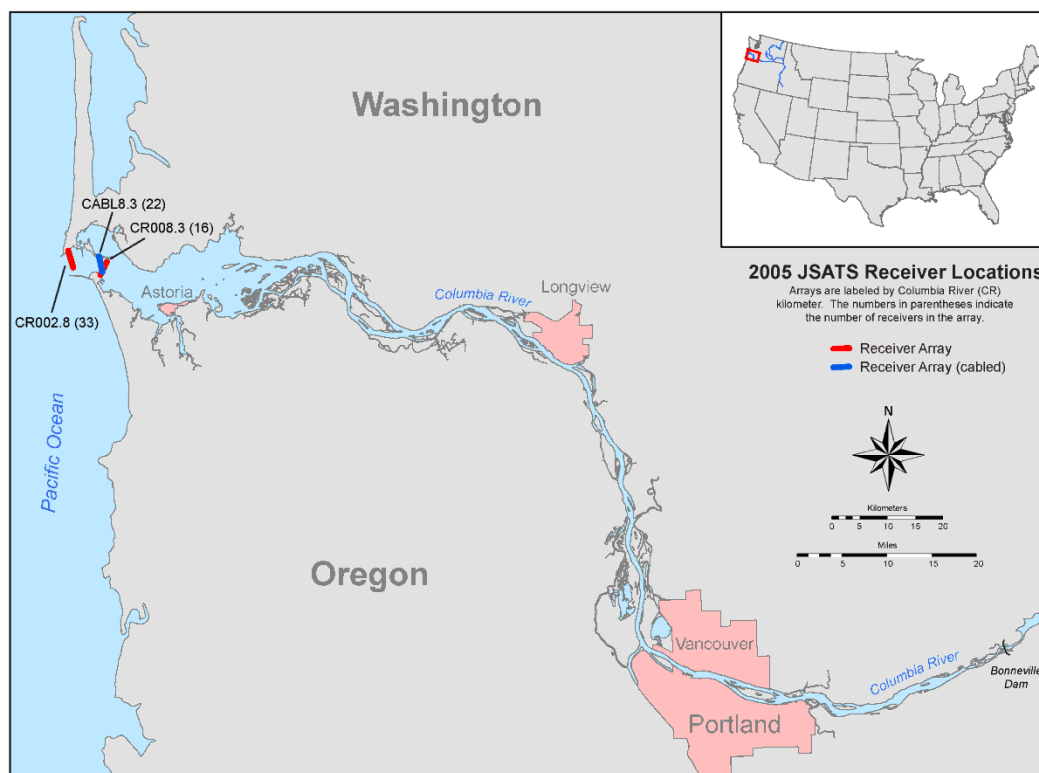 Washington
CABL8.3 (22)
CR008.3 (16)
CR002.8 (33)
Astoria
Columbia River
Longview
Pacific Ocean
Oregon
Vancouver
Portland
Columbia River
Bonneville
Dam
2005 JSATS Receiver Locations
Arrays are labeled by Columbia River (CR)
kilometer. The numbers in parentheses indicate
the number of receivers in the array.
Receiver Array
Receiver Array (cabled)
N
Kilometers
0 5 10 15 20
Miles
0 5 10 20